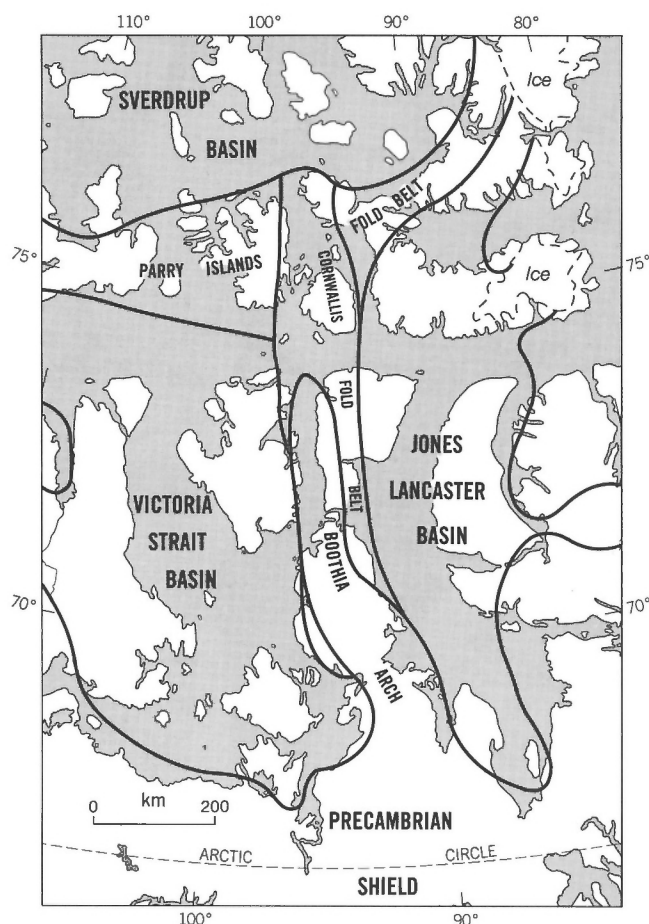 110° 100° 90° 80°
SVERDRUP
Ice
BASIN
FOLD BELT
75°
PARRY
ISLANDS
CORNWALLIS
75°
Ice
FOLD
BELT
JONES
LANCASTER
BASIN
VICTORIA
STRAIT
BASIN
BOOTHIA
ARCH
70°
70°
km
0 200
PRECAMBRIAN
ARCTIC CIRCLE
SHIELD
100° 90°